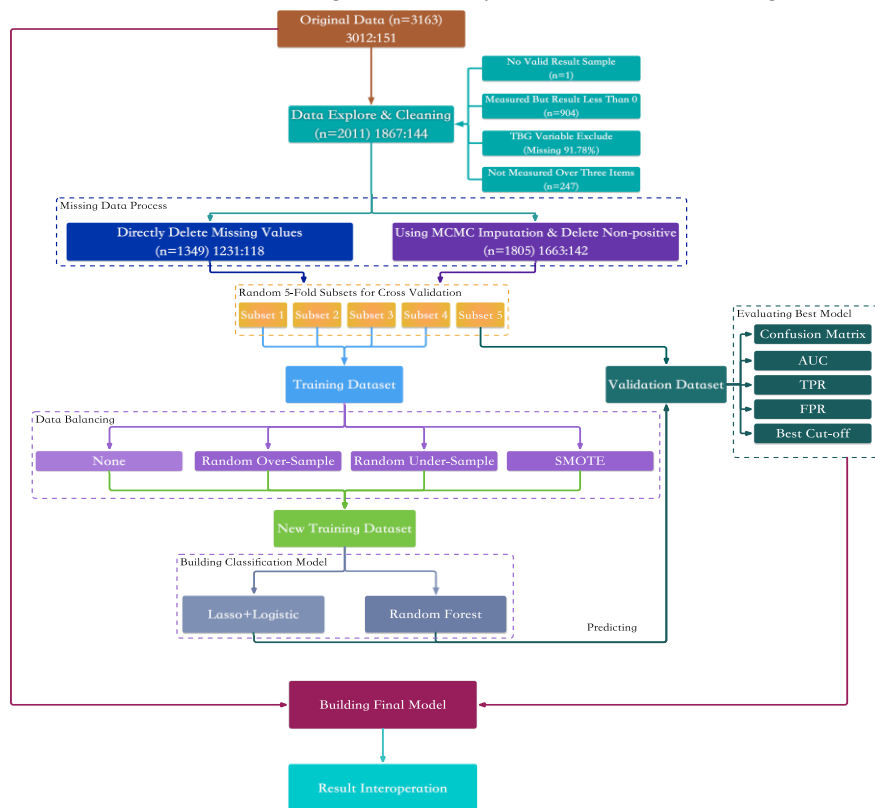 Original Data (n=3163)
3012:151
No Valid Result Sample
(n=1)
Measured But Result Less Than 0
(n=904)
TBG Variable Exclude
(Missing 91.78%)
Not Measured Over Three Items
(n=247)
Data Explore & Cleaning
(n=2011) 1867:144
Missing Data Process
Directly Delete Missing Values
(n=1349) 1231:118
Using MCMC Imputation & Delete Non-positive
(n=1805) 1663:142
Random 5-Fold Subsets for Cross Validation
Subset 1
Subset 2
Subset 3
Subset 4
Subset 5
Evaluating Best Model
Confusion Matrix
AUC
TPR
FPR
Best Cut-off
Training Dataset
Validation Dataset
Data Balancing
None
Random Over-Sample
Random Under-Sample
SMOTE
New Training Dataset
Building Classification Model
Lasso+Logistic
Random Forest
Predicting
Building Final Model
Result Interoperation